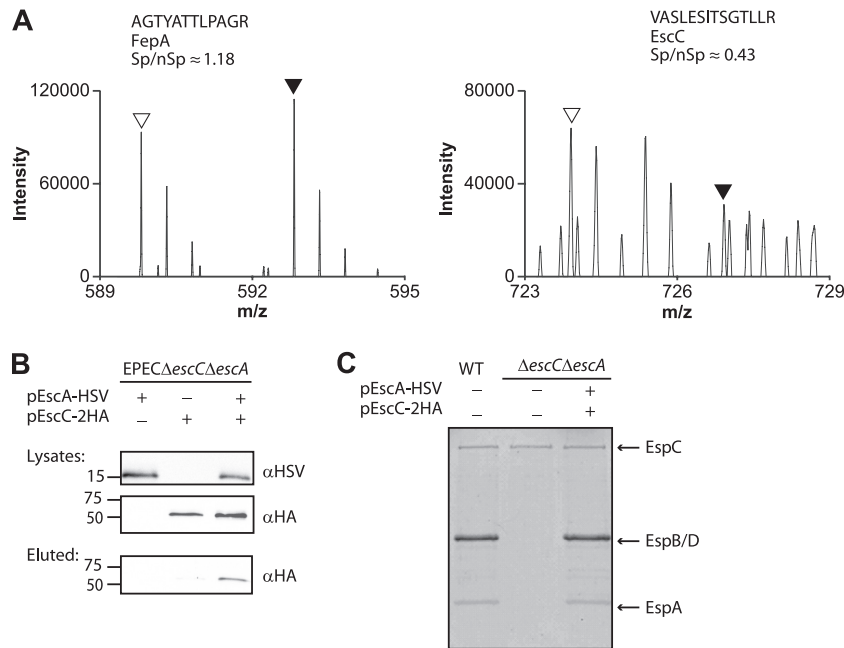 A
AGTYATTLPAGR
FepA
Sp/nSp ≈ 1.18
120000
60000
0
Intensity
589 592 595
m/z
VASLESITSGTLLR
EscC
Sp/nSp ≈ 0.43
80000
40000
0
Intensity
723 726 729
m/z
B
EPECΔescCΔescA
pEscA-HSV + – +
pEscC-2HA – + +
Lysates:
15 αHSV
75
50 αHA
Eluted:
75
50 αHA
C
WT ΔescCΔescA
pEscA-HSV – – +
pEscC-2HA – – +
← EspC
← EspB/D
← EspA